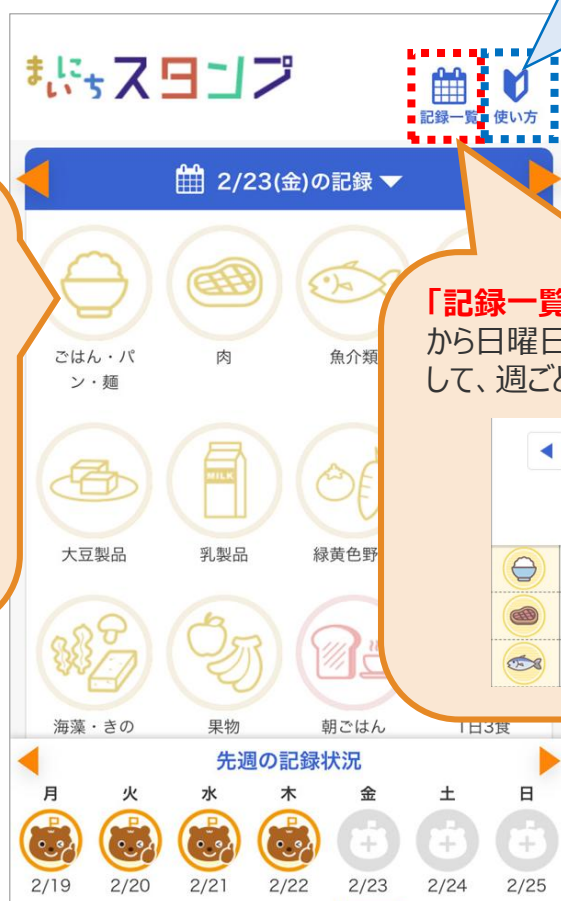 まいにちスタンプ
記録一覧 使い方
2/23(金)の記録
「記録一覧
から日曜日
して、週ごと
ごはん・パン・麺
肉
魚介類
MILK
大豆製品
乳製品
緑黄色野
海藻・きの
果物
朝ごはん
1日3食
先週の記録状況
月 火 水 木 金 土 日
2/19 2/20 2/21 2/22 2/23 2/24 2/25